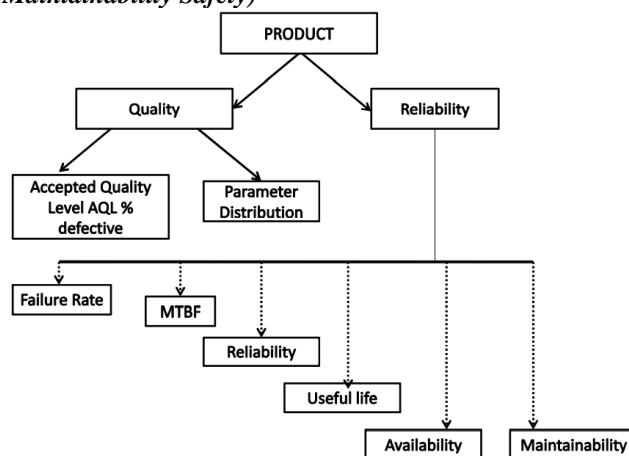 Maintainability Safety)
PRODUCT
Quality
Reliability
Accepted Quality
Level AQL %
defective
Parameter
Distribution
Failure Rate
MTBF
Reliability
Useful life
Availability
Maintainability